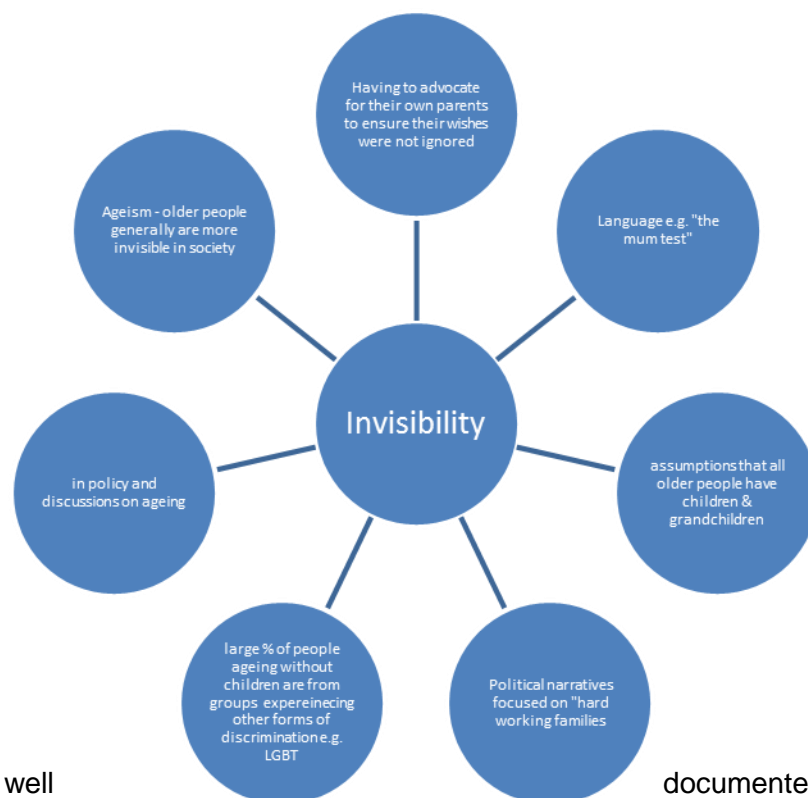 Having to advocate
for their own parents
to ensure their wishes
were not ignored
Language e.g. "the
mum test"
assumptions that all
older people have
children &
grandchildren
Political narratives
focused on "hard
working families
large % of people
ageing without
children are from
groups expereinecing
other forms of
discrimination e.g.
LGBT
in policy and
discussions on ageing
Ageism - older people
generally are more
invisible in society
Invisibility
well documente